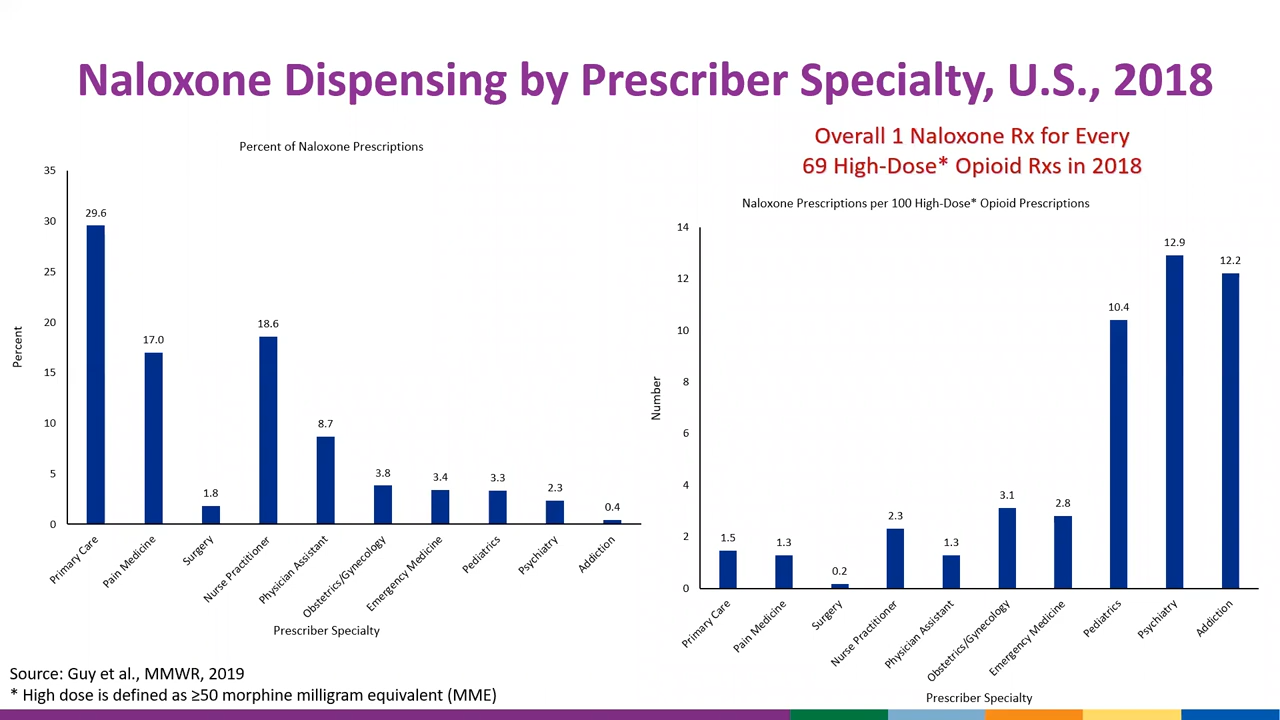 Naloxone Dispensing by Prescriber Specialty, U.S., 2018
Percent of Naloxone Prescriptions
35
30
25
20
15
10
5
0
Percent
29.6
17.0
1.8
18.6
8.7
3.8
3.4
3.3
2.3
0.4
Primary Care
Pain Medicine
Surgery
Nurse Practitioner
Physician Assistant
Obstetrics/Gynecology
Emergency Medicine
Pediatrics
Psychiatry
Addiction
Prescriber Specialty
Overall 1 Naloxone Rx for Every
69 High-Dose* Opioid Rxs in 2018
Naloxone Prescriptions per 100 High-Dose* Opioid Prescriptions
14
12
10
8
6
4
2
0
Number
1.5
1.3
0.2
2.3
1.3
3.1
2.8
10.4
12.9
12.2
Primary Care
Pain Medicine
Surgery
Nurse Practitioner
Physician Assistant
Obstetrics/Gynecology
Emergency Medicine
Pediatrics
Psychiatry
Addiction
Prescriber Specialty
Source: Guy et al., MMWR, 2019
* High dose is defined as ≥50 morphine milligram equivalent (MME)